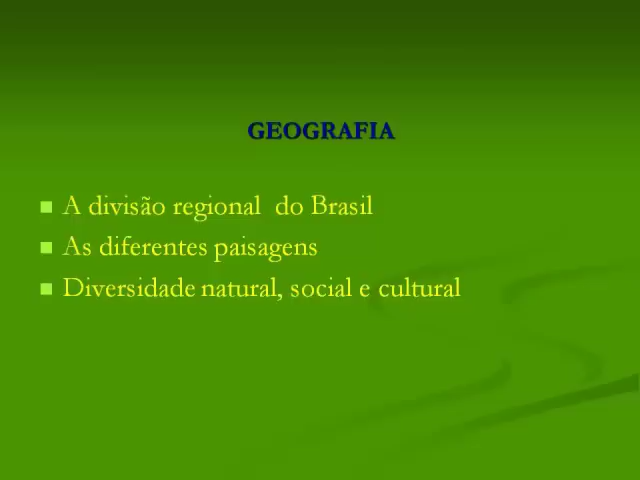 GEOGRAFIA
A divisão regional do Brasil
As diferentes paisagens
Diversidade natural, social e cultural